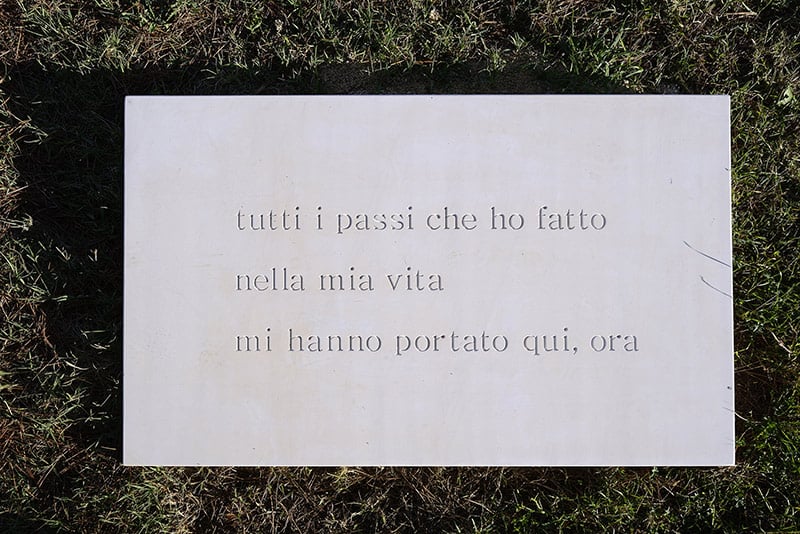 tutti i passi che ho fatto
nella mia vita
mi hanno portato qui, ora